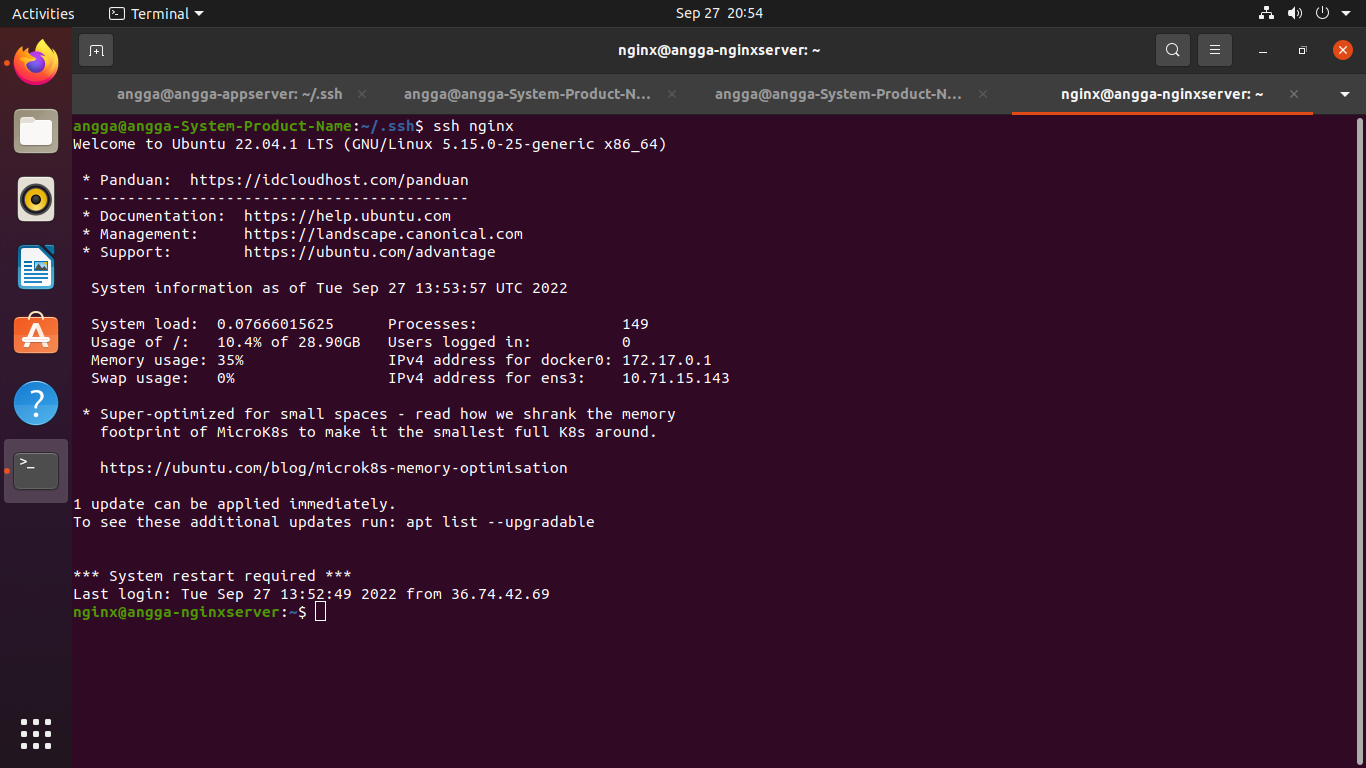 Activities
Terminal
Sep 27 20:54
nginx@angga-nginxserver: ~
angga@angga-appserver: ~/.ssh
angga@angga-System-Product-N...
angga@angga-System-Product-N...
nginx@angga-nginxserver: ~
angga@angga-System-Product-Name:~/.ssh$ ssh nginx
Welcome to Ubuntu 22.04.1 LTS (GNU/Linux 5.15.0-25-generic x86_64)
* Panduan:  https://idcloudhost.com/panduan
-------------------------------------------
* Documentation:  https://help.ubuntu.com
* Management:     https://landscape.canonical.com
* Support:        https://ubuntu.com/advantage
System information as of Tue Sep 27 13:53:57 UTC 2022
System load:  0.07666015625      Processes:                149
Usage of /:   10.4% of 28.90GB   Users logged in:          0
Memory usage: 35%                IPv4 address for docker0: 172.17.0.1
Swap usage:   0%                 IPv4 address for ens3:    10.71.15.143
* Super-optimized for small spaces - read how we shrank the memory
footprint of MicroK8s to make it the smallest full K8s around.
https://ubuntu.com/blog/microk8s-memory-optimisation
1 update can be applied immediately.
To see these additional updates run: apt list --upgradable
*** System restart required ***
Last login: Tue Sep 27 13:52:49 2022 from 36.74.42.69
nginx@angga-nginxserver:~$